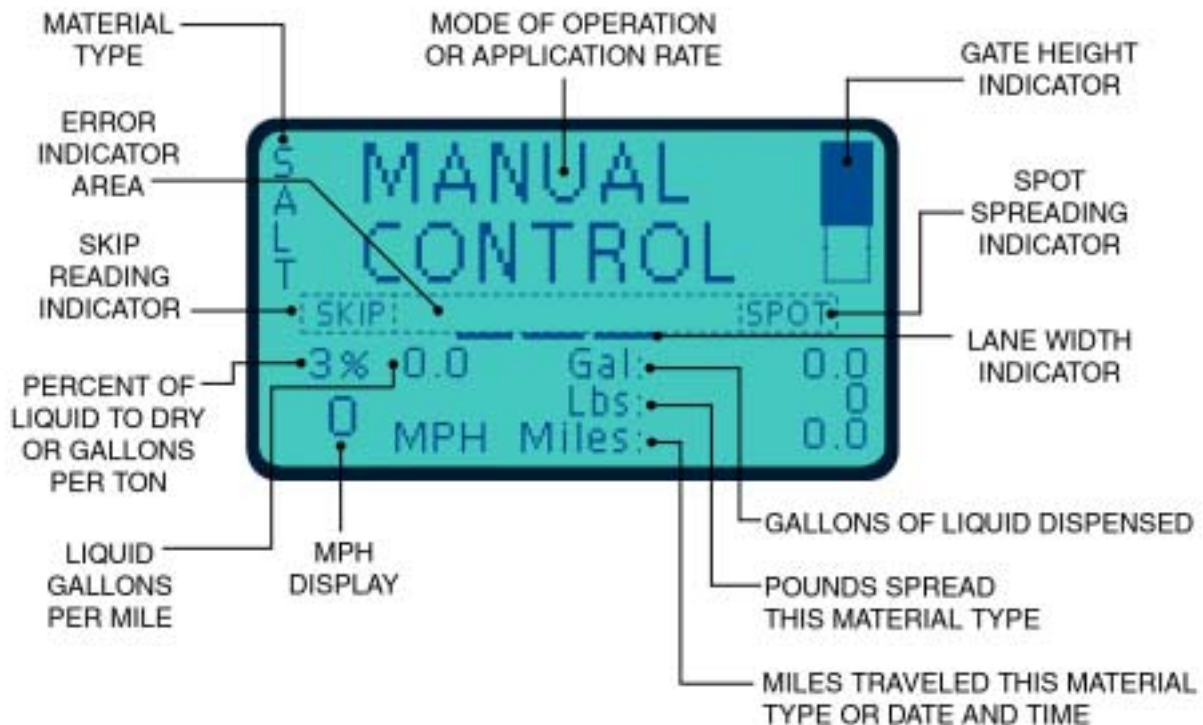 MATERIAL
TYPE
MODE OF OPERATION
OR APPLICATION RATE
GATE HEIGHT
INDICATOR
ERROR
INDICATOR
AREA
SPOT
SPREADING
INDICATOR
SKIP
READING
INDICATOR
LANE WIDTH
INDICATOR
PERCENT OF
LIQUID TO DRY
OR GALLONS
PER TON
LIQUID
GALLONS
PER MILE
MPH
DISPLAY
GALLONS OF LIQUID DISPENSED
POUNDS SPREAD
THIS MATERIAL TYPE
MILES TRAVELED THIS MATERIAL
TYPE OR DATE AND TIME
SALT
MANUAL
CONTROL
SKIP SPOT
3% 0.0 Gal: 0.0
Lbs: 0
0 MPH Miles: 0.0